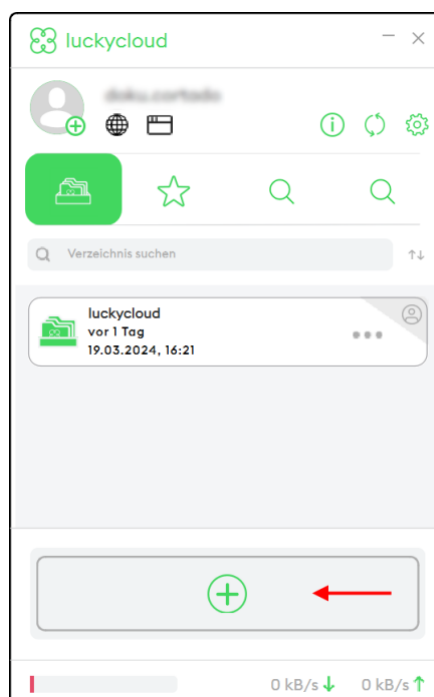 luckycloud
Verzeichnis suchen
luckycloud
vor 1 Tag
19.03.2024, 16:21
0 kB/s 0 kB/s